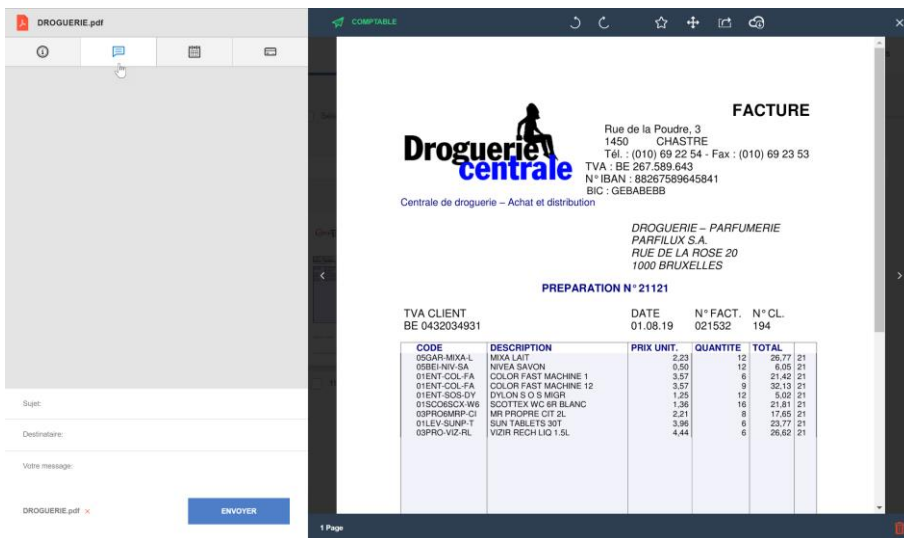 DROGUERIE.pdf
COMPTABLE
Sujet:
Destinataire:
Votre message:
DROGUERIE.pdf ×
ENVOYER
FACTURE
Droguerie
centrale
Centrale de droguerie – Achat et distribution
Rue de la Poudre, 3
1450 CHASTRE
Tél. : (010) 69 22 54 - Fax : (010) 69 23 53
TVA : BE 267.589.643
N° IBAN : 88267589645841
BIC : GEBABEBB
DROGUERIE – PARFUMERIE
PARFILUX S.A.
RUE DE LA ROSE 20
1000 BRUXELLES
PREPARATION N° 21121
TVA CLIENT DATE N° FACT. N° CL.
BE 0432034931 01.08.19 021532 194
CODE DESCRIPTION PRIX UNIT. QUANTITE TOTAL
05GAR-MIXA-L MIXA LAIT 2,23 12 26,77 21
05BEI-NIV-SA NIVEA SAVON 0,50 12 6,05 21
01ENT-COL-FA COLOR FAST MACHINE 1 3,57 6 21,42 21
01ENT-COL-FA COLOR FAST MACHINE 12 3,57 9 32,13 21
01ENT-SOS-DY DYLON S O S MIGR 1,25 12 5,02 21
01SCO6SCX-W6 SCOTTEX WC 6R BLANC 1,36 16 21,81 21
03PRO6MRP-CI MR PROPRE CIT 2L 2,21 8 17,65 21
01LEV-SUNP-T SUN TABLETS 30T 3,96 6 23,77 21
03PRO-VIZ-RL VIZIR RECH LIQ 1.5L 4,44 6 26,62 21
1 Page